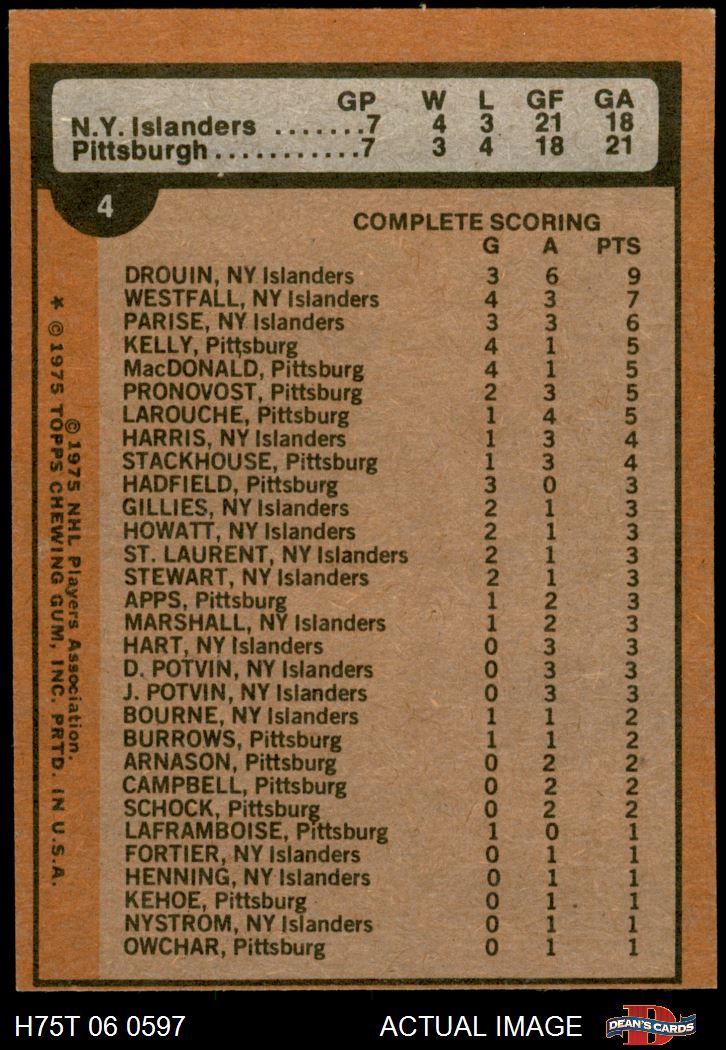 GP W L GF GA
N.Y. Islanders .......7 4 3 21 18
Pittsburgh...........7 3 4 18 21
4
COMPLETE SCORING
G A PTS
DROUIN, NY Islanders 3 6 9
WESTFALL, NY Islanders 4 3 7
PARISE, NY Islanders 3 3 6
KELLY, Pittsburg 4 1 5
MacDONALD, Pittsburg 4 1 5
PRONOVOST, Pittsburg 2 3 5
LAROUCHE, Pittsburg 1 4 5
HARRIS, NY Islanders 1 3 4
STACKHOUSE, Pittsburg 1 3 4
HADFIELD, Pittsburg 3 0 3
GILLIES, NY Islanders 2 1 3
HOWATT, NY Islanders 2 1 3
ST. LAURENT, NY Islanders 2 1 3
STEWART, NY Islanders 2 1 3
APPS, Pittsburg 1 2 3
MARSHALL, NY Islanders 1 2 3
HART, NY Islanders 0 3 3
D. POTVIN, NY Islanders 0 3 3
J. POTVIN, NY Islanders 0 3 3
BOURNE, NY Islanders 1 1 2
BURROWS, Pittsburg 1 1 2
ARNASON, Pittsburg 0 2 2
CAMPBELL, Pittsburg 0 2 2
SCHOCK, Pittsburg 0 2 2
LAFRAMBOISE, Pittsburg 1 0 1
FORTIER, NY Islanders 0 1 1
HENNING, NY Islanders 0 1 1
KEHOE, Pittsburg 0 1 1
NYSTROM, NY Islanders 0 1 1
OWCHAR, Pittsburg 0 1 1
© 1975 NHL Players Association.
* © 1975 TOPPS CHEWING GUM, INC. PRTD. IN U.S.A.
H75T 06 0597 ACTUAL IMAGE
D
DEAN'S CARDS